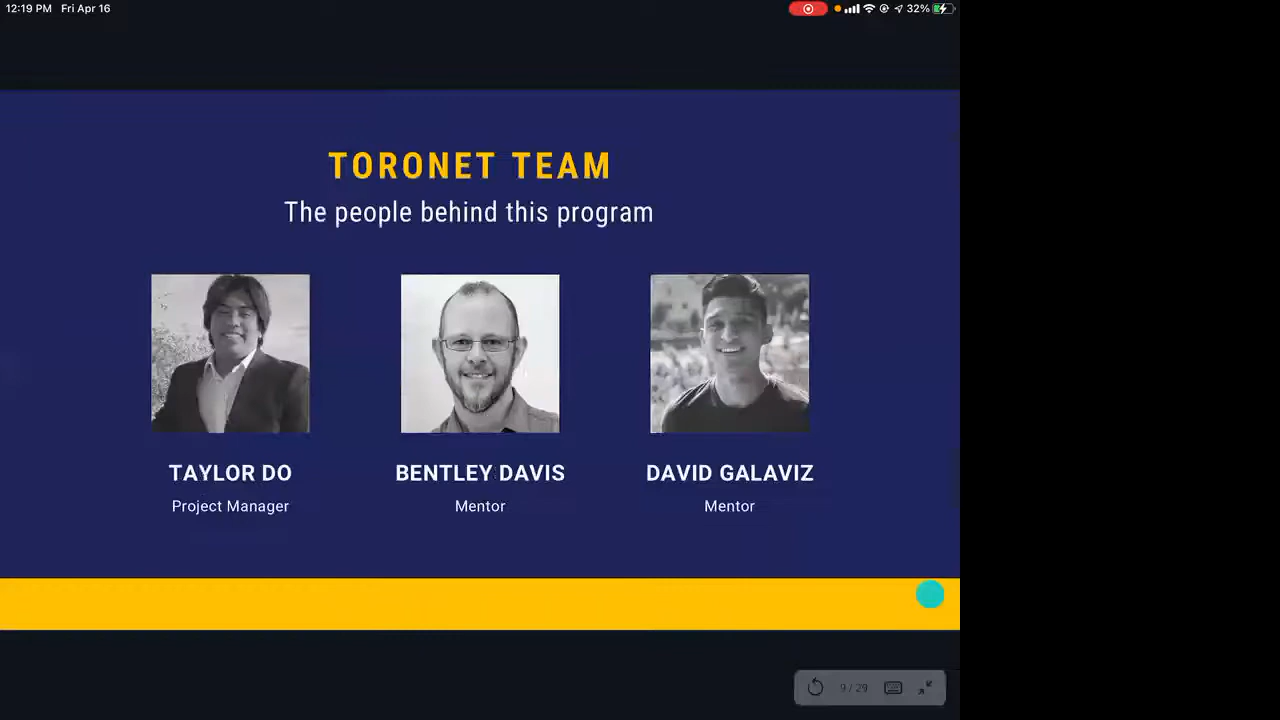 12:19 PM Fri Apr 16
32%
TORONET TEAM
The people behind this program
TAYLOR DO
Project Manager
BENTLEY DAVIS
Mentor
DAVID GALAVIZ
Mentor
9 / 29